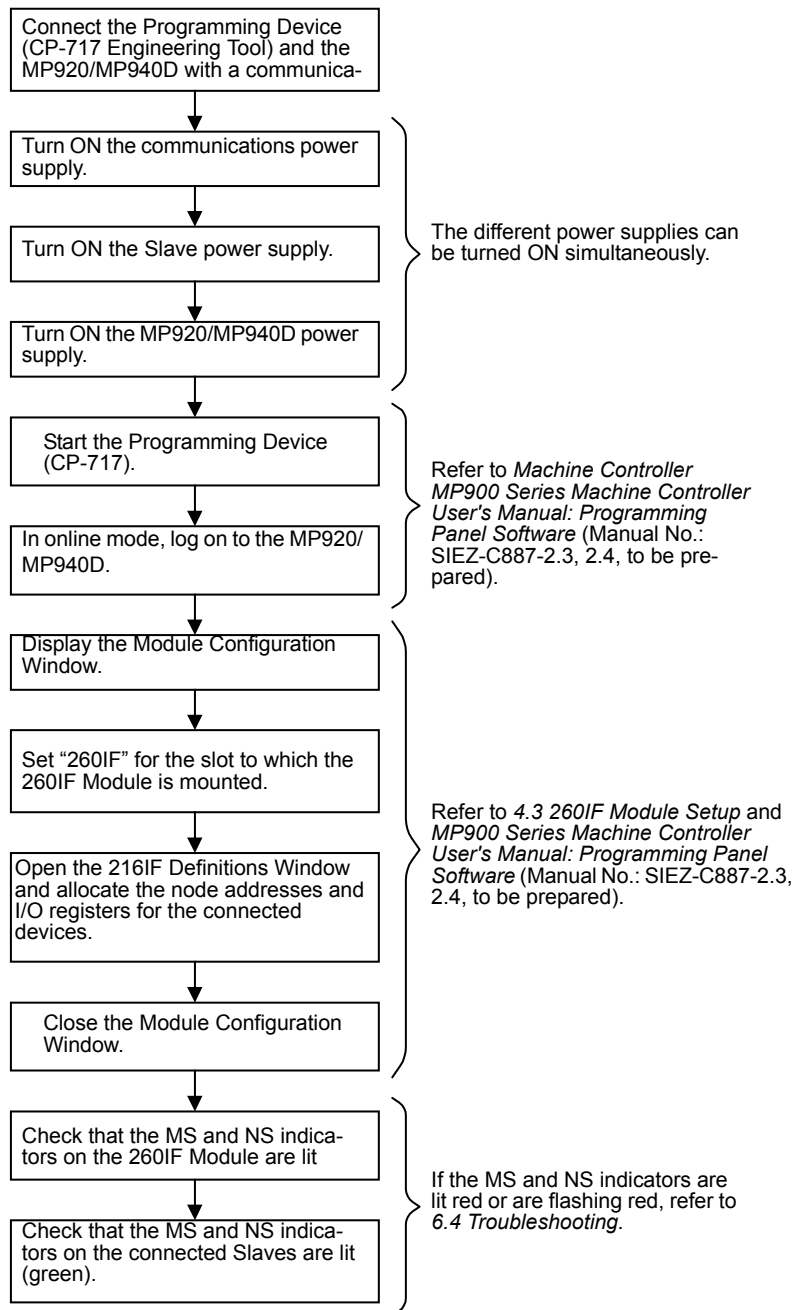 Connect the Programming Device
(CP-717 Engineering Tool) and the
MP920/MP940D with a communica-
Turn ON the communications power
supply.
Turn ON the Slave power supply.
Turn ON the MP920/MP940D power
supply.
The different power supplies can
be turned ON simultaneously.
Start the Programming Device
(CP-717).
In online mode, log on to the MP920/
MP940D.
Refer to Machine Controller
MP900 Series Machine Controller
User's Manual: Programming
Panel Software (Manual No.:
SIEZ-C887-2.3, 2.4, to be pre-
pared).
Display the Module Configuration
Window.
Set “260IF” for the slot to which the
260IF Module is mounted.
Open the 216IF Definitions Window
and allocate the node addresses and
I/O registers for the connected
devices.
Close the Module Configuration
Window.
Refer to 4.3 260IF Module Setup and
MP900 Series Machine Controller
User's Manual: Programming Panel
Software (Manual No.: SIEZ-C887-2.3,
2.4, to be prepared).
Check that the MS and NS indica-
tors on the 260IF Module are lit
Check that the MS and NS indica-
tors on the connected Slaves are lit
(green).
If the MS and NS indicators are
lit red or are flashing red, refer to
6.4 Troubleshooting.